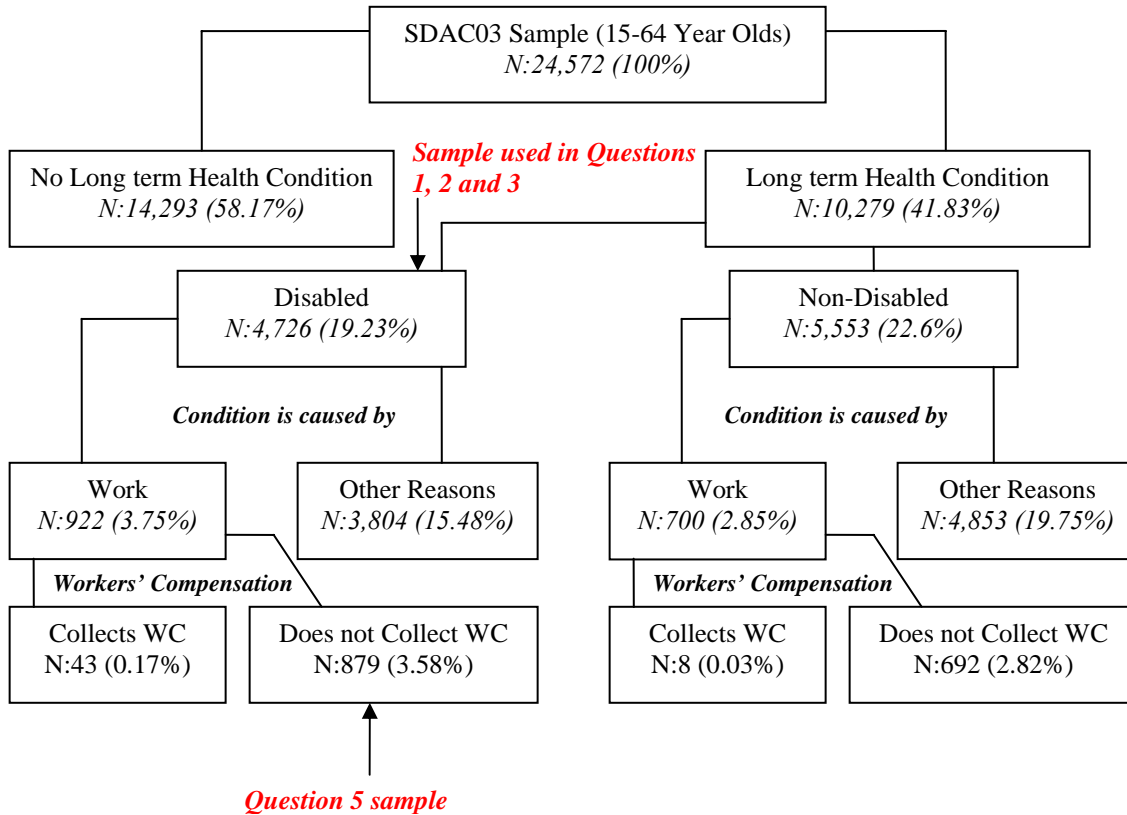 SDAC03 Sample (15-64 Year Olds)
N:24,572 (100%)
No Long term Health Condition
N:14,293 (58.17%)
Sample used in Questions
1, 2 and 3
Long term Health Condition
N:10,279 (41.83%)
Disabled
N:4,726 (19.23%)
Non-Disabled
N:5,553 (22.6%)
Condition is caused by
Condition is caused by
Work
N:922 (3.75%)
Other Reasons
N:3,804 (15.48%)
Work
N:700 (2.85%)
Other Reasons
N:4,853 (19.75%)
Workers’ Compensation
Workers’ Compensation
Collects WC
N:43 (0.17%)
Does not Collect WC
N:879 (3.58%)
Collects WC
N:8 (0.03%)
Does not Collect WC
N:692 (2.82%)
Question 5 sample